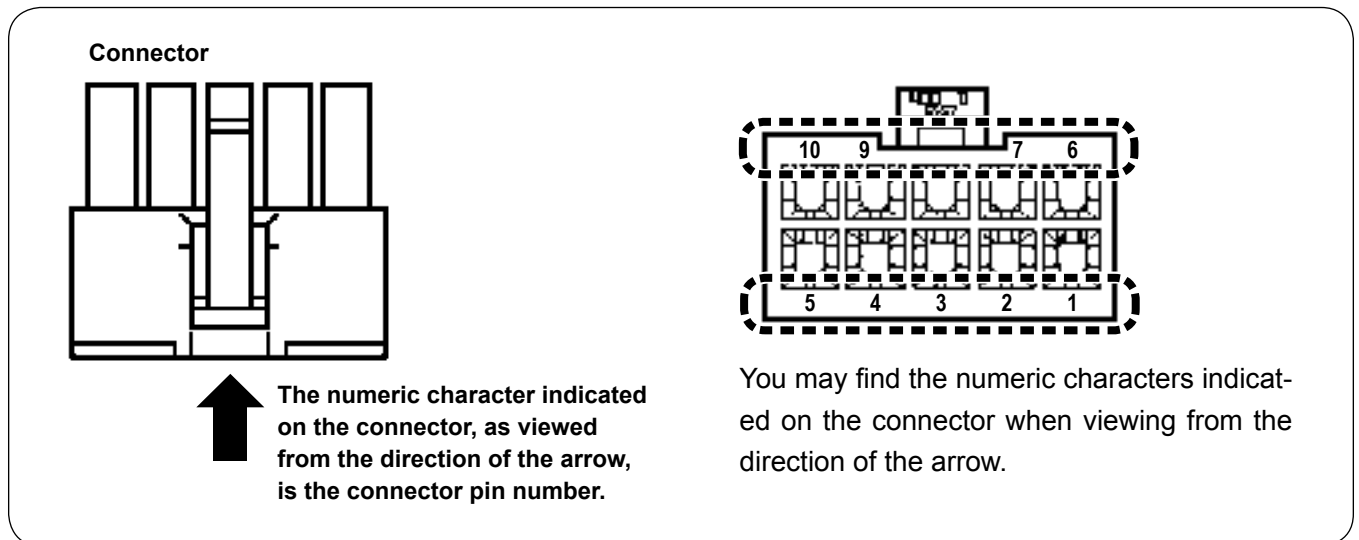 Connector
10 9 7 6
5 4 3 2 1
The numeric character indicated
on the connector, as viewed
from the direction of the arrow,
is the connector pin number.
You may find the numeric characters indicat-
ed on the connector when viewing from the
direction of the arrow.